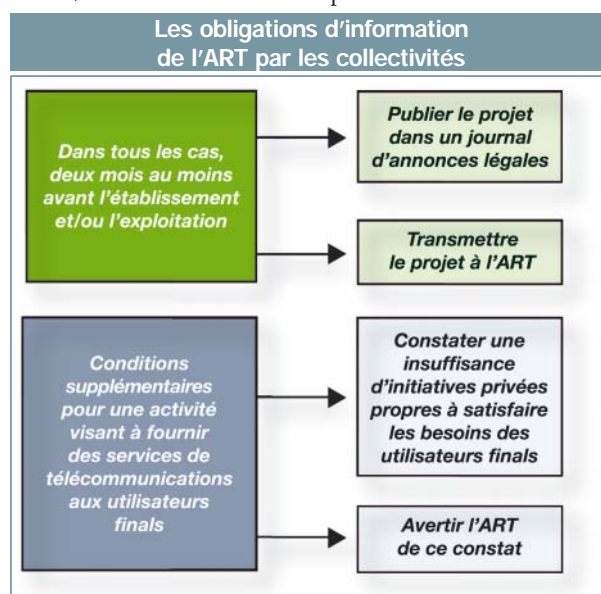 Les obligations d'information
de l'ART par les collectivités
Dans tous les cas,
deux mois au moins
avant l'établissement
et/ou l'exploitation
Publier le projet
dans un journal
d'annonces légales
Transmettre
le projet à l'ART
Conditions
supplémentaires
pour une activité
visant à fournir
des services de
télécommunications
aux utilisateurs
finals
Constater une
insuffisance
d'initiatives privées
propres à satisfaire
les besoins des
utilisateurs finals
Avertir l'ART
de ce constat